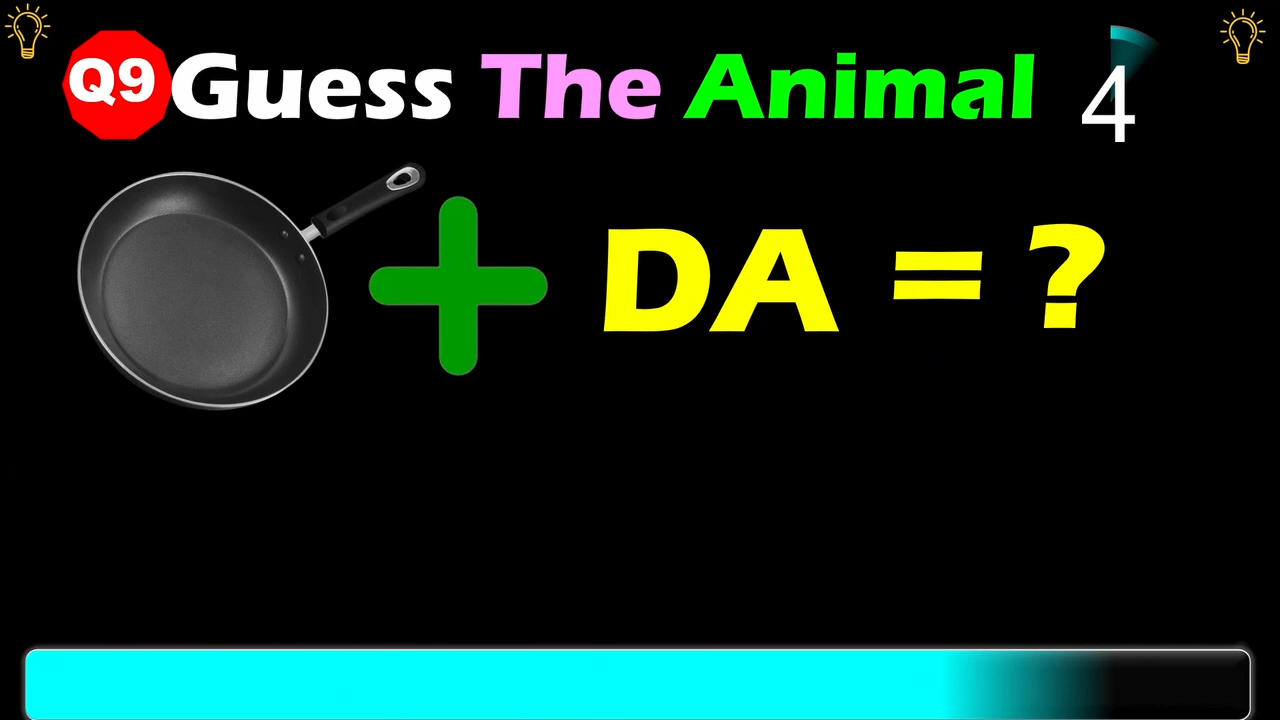 Q9 Guess The Animal 4
+ DA = ?